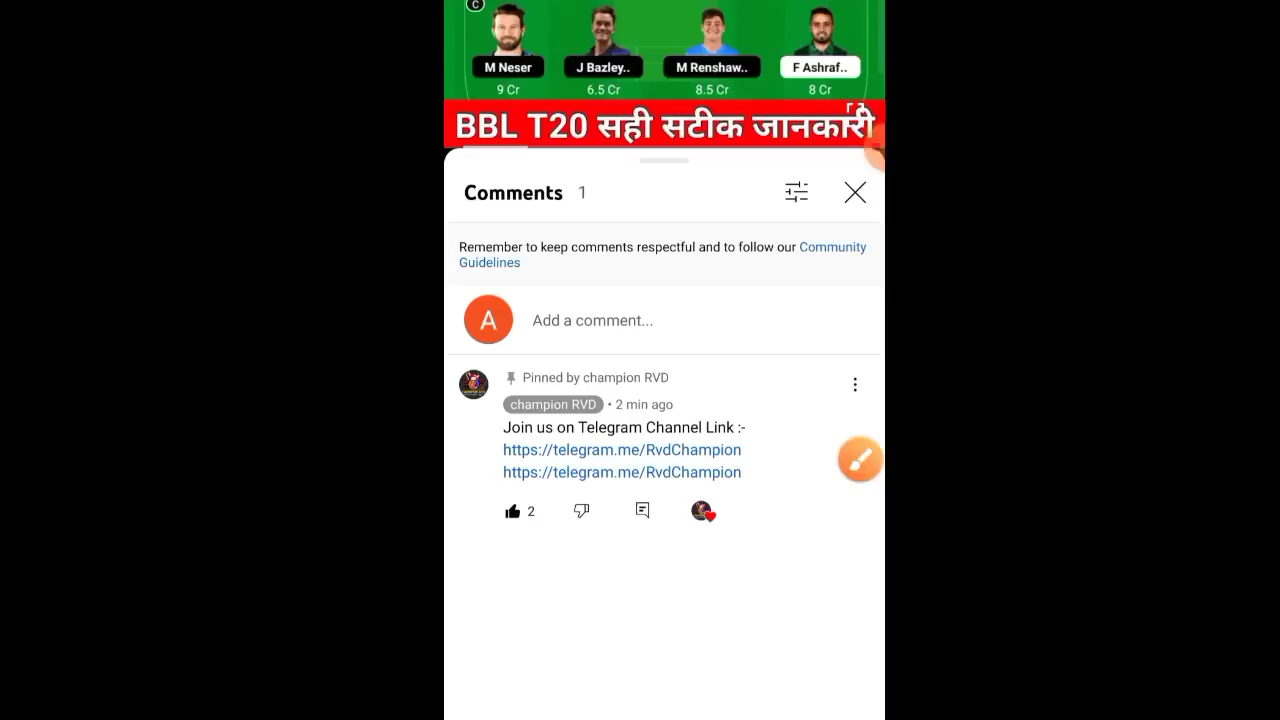 C
M Neser
J Bazley..
M Renshaw..
F Ashraf..
9 Cr
6.5 Cr
8.5 Cr
8 Cr
BBL T20 सही सटीक जानकारी
Comments 1
Remember to keep comments respectful and to follow our Community
Guidelines
A
Add a comment...
Pinned by champion RVD
champion RVD • 2 min ago
Join us on Telegram Channel Link :-
https://telegram.me/RvdChampion
https://telegram.me/RvdChampion
2